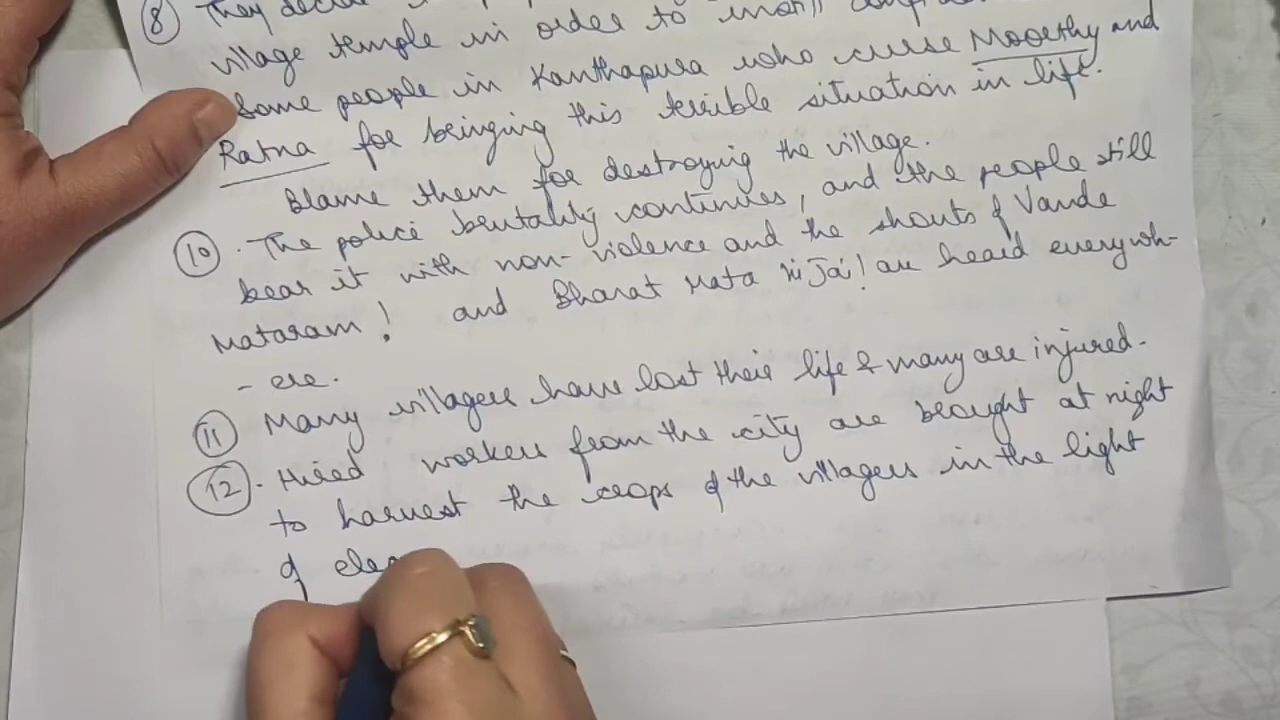 ⑧ They
village temple in order to instill
Some people in Kanthapura who curse Moorthy and
Ratna for bringing this terrible situation in life.
Blame them for destroying the village.
⑩. The police brutality continues, and the people still
bear it with non-violence and the shouts of Vande
Mataram! and Bharat Mata ki Jai! are heard everywh-
- ere.
⑪ Many villagers have lost their life & many are injured.
⑫. Hired workers from the city are brought at night
to harvest the crops of the villagers in the light
of